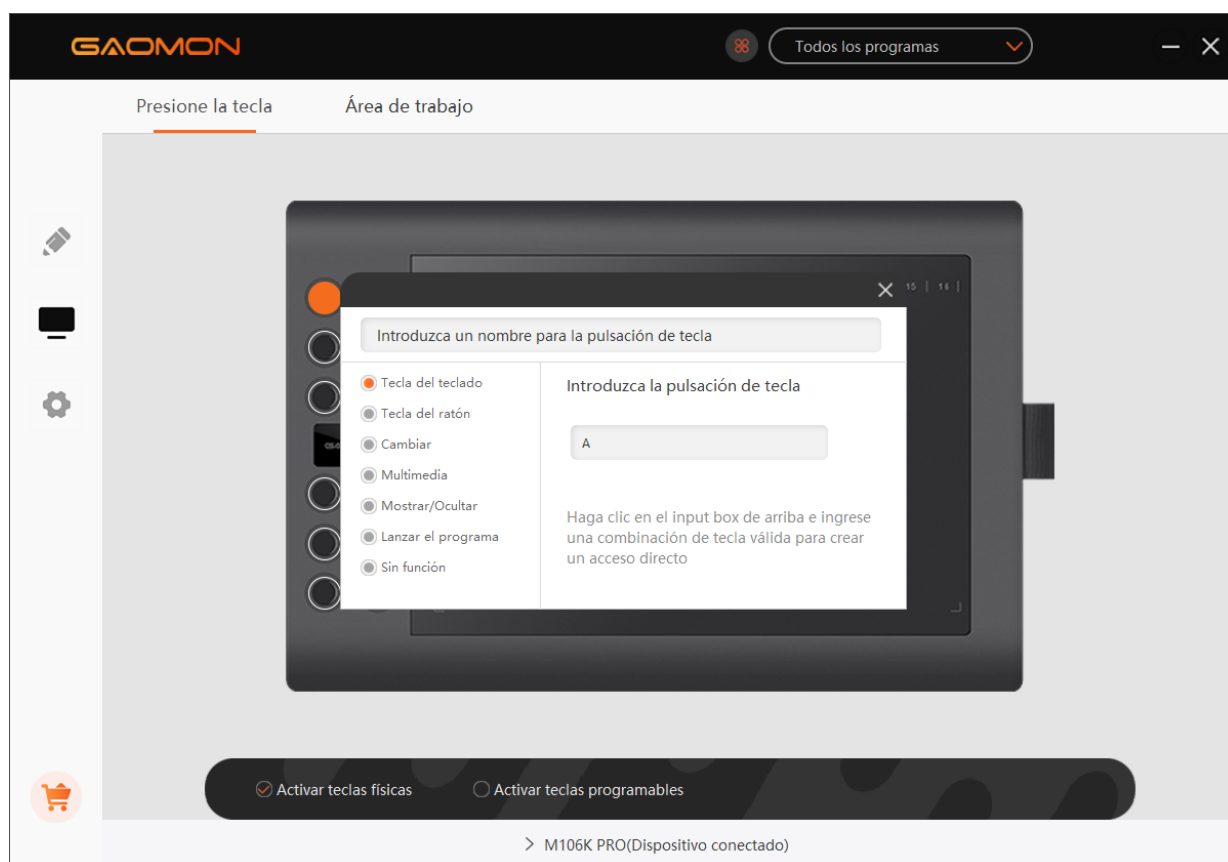 GAOMON
Todos los programas
Presione la tecla
Área de trabajo
15 | 16 |
Introduzca un nombre para la pulsación de tecla
Tecla del teclado
Tecla del ratón
Cambiar
Multimedia
Mostrar/Ocultar
Lanzar el programa
Sin función
Introduzca la pulsación de tecla
A
Haga clic en el input box de arriba e ingrese
una combinación de tecla válida para crear
un acceso directo
Activar teclas físicas
Activar teclas programables
M106K PRO(Dispositivo conectado)